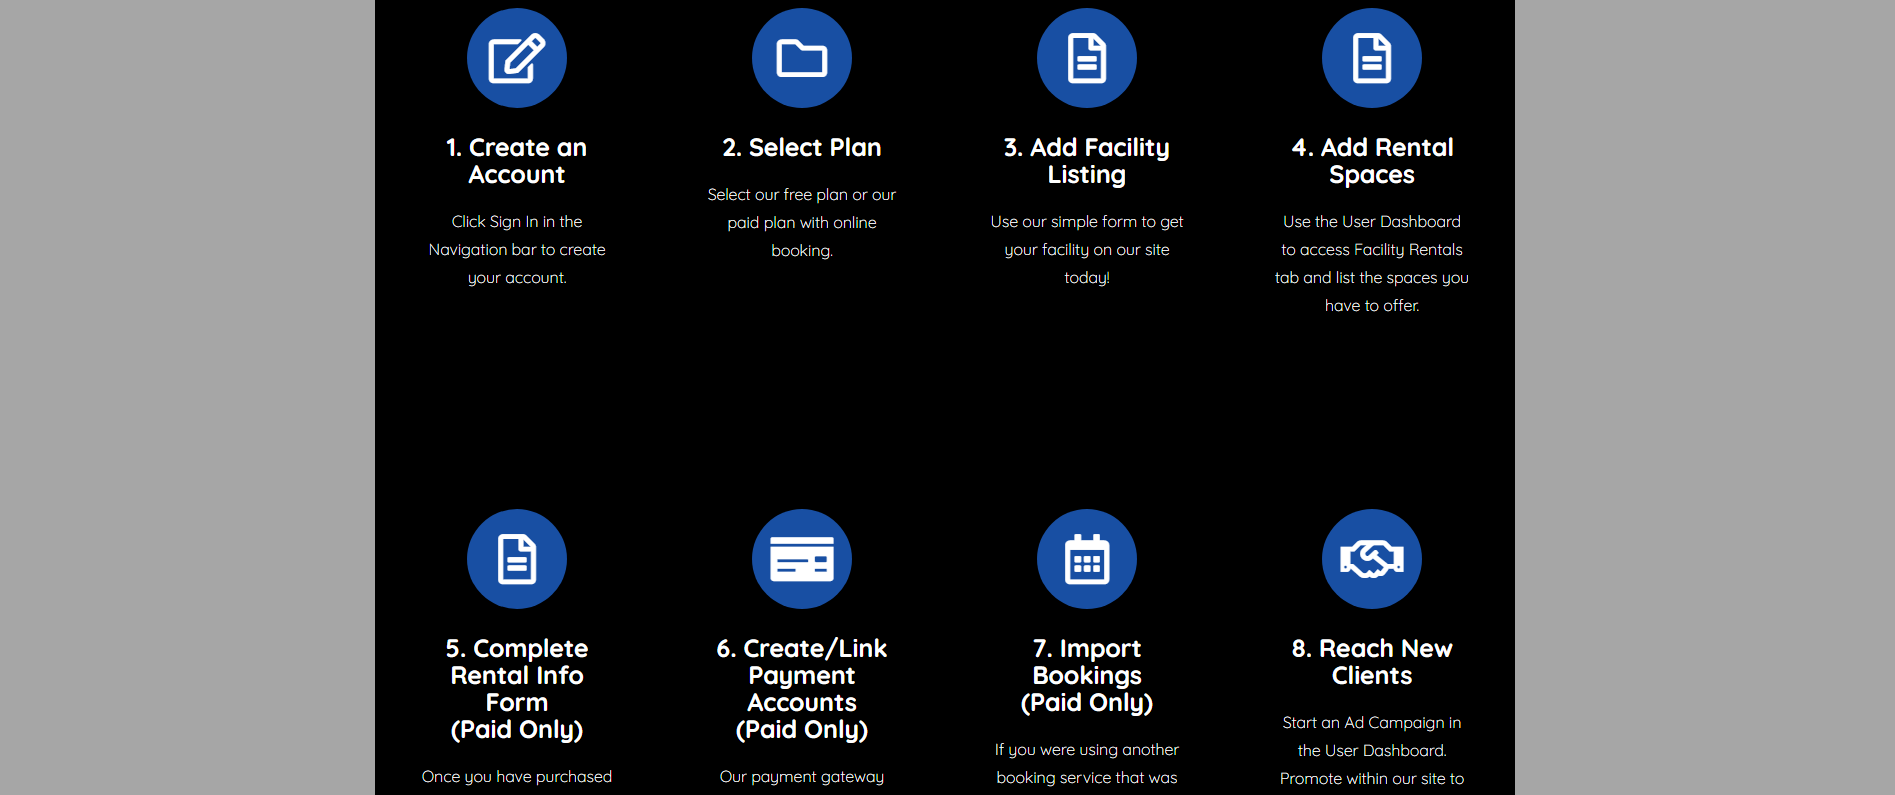 1. Create an
Account
Click Sign In in the
Navigation bar to create
your account.
2. Select Plan
Select our free plan or our
paid plan with online
booking.
3. Add Facility
Listing
Use our simple form to get
your facility on our site
today!
4. Add Rental
Spaces
Use the User Dashboard
to access Facility Rentals
tab and list the spaces you
have to offer.
5. Complete
Rental Info
Form
(Paid Only)
Once you have purchased
6. Create/Link
Payment
Accounts
(Paid Only)
Our payment gateway
7. Import
Bookings
(Paid Only)
If you were using another
booking service that was
8. Reach New
Clients
Start an Ad Campaign in
the User Dashboard.
Promote within our site to